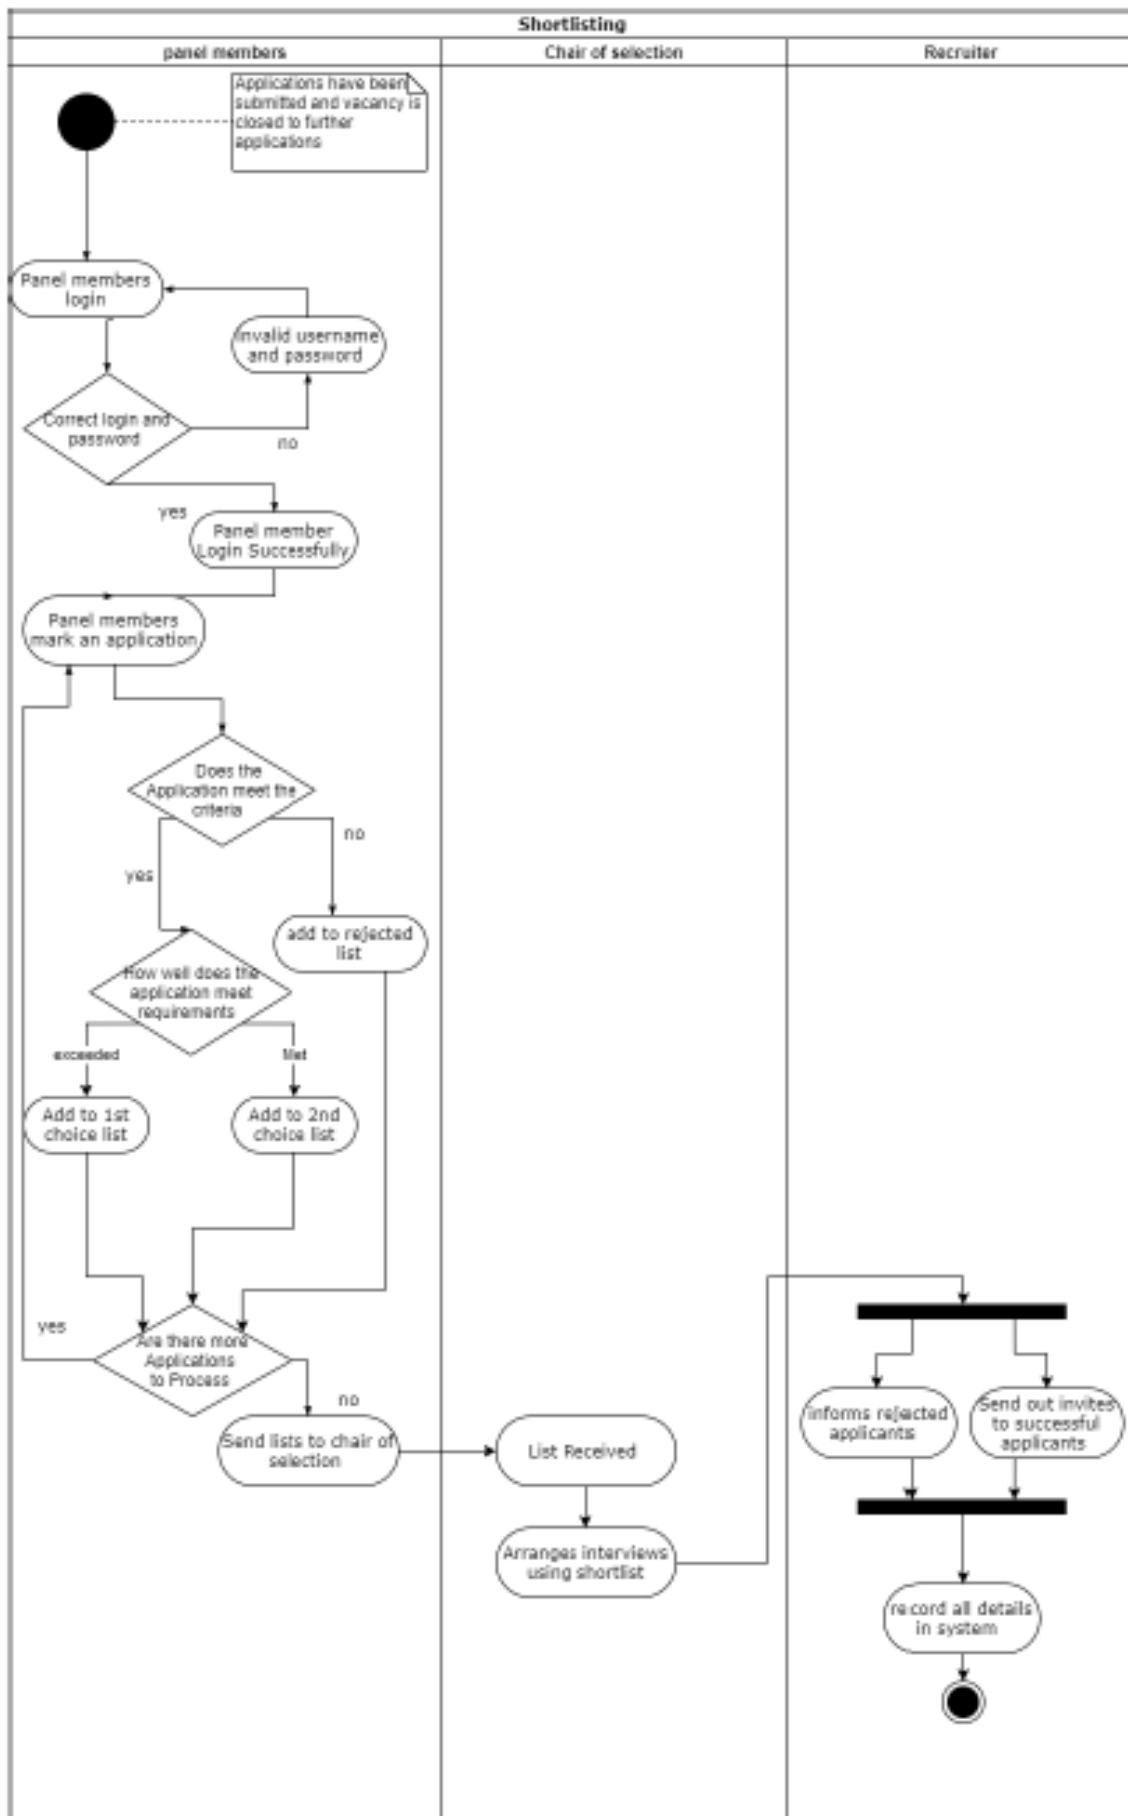 Shortlisting
panel members
Chair of selection
Recruiter
Applications have been
submitted and vacancy is
closed to further
applications
Panel members
login
Invalid username
and password
Correct login and
password
no
yes
Panel member
Login Successfully
Panel members
mark an application
Does the
Application meet the
criteria
no
yes
add to rejected
list
How well does the
application meet
requirements
exceeded
Met
Add to 1st
choice list
Add to 2nd
choice list
yes
Are there more
Applications
to Process
no
Send lists to chair of
selection
List Received
Arranges interviews
using shortlist
informs rejected
applicants
Send out invites
to successful
applicants
record all details
in system